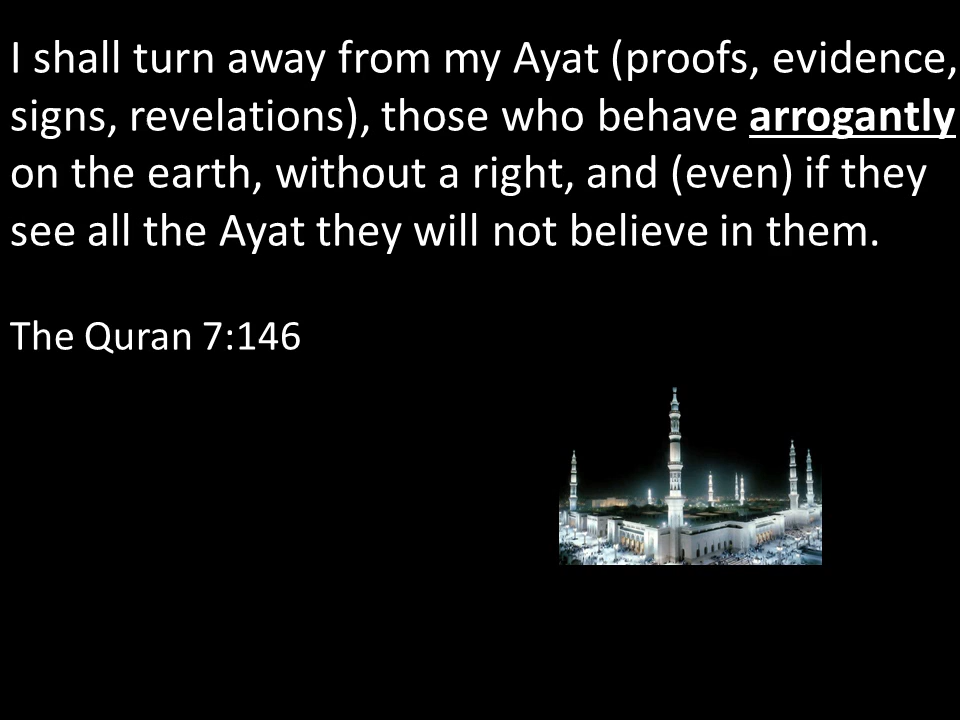 I shall turn away from my Ayat (proofs, evidence,
signs, revelations), those who behave arrogantly
on the earth, without a right, and (even) if they
see all the Ayat they will not believe in them.
The Quran 7:146